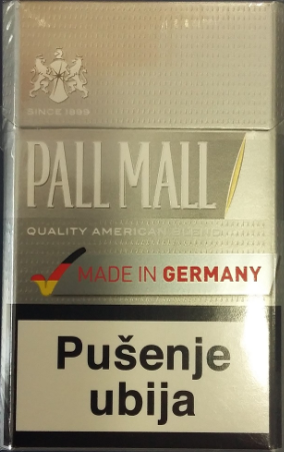 SINCE 1899
PALL MALL
QUALITY AMERICAN BLEND
MADE IN GERMANY
Pušenje
ubija